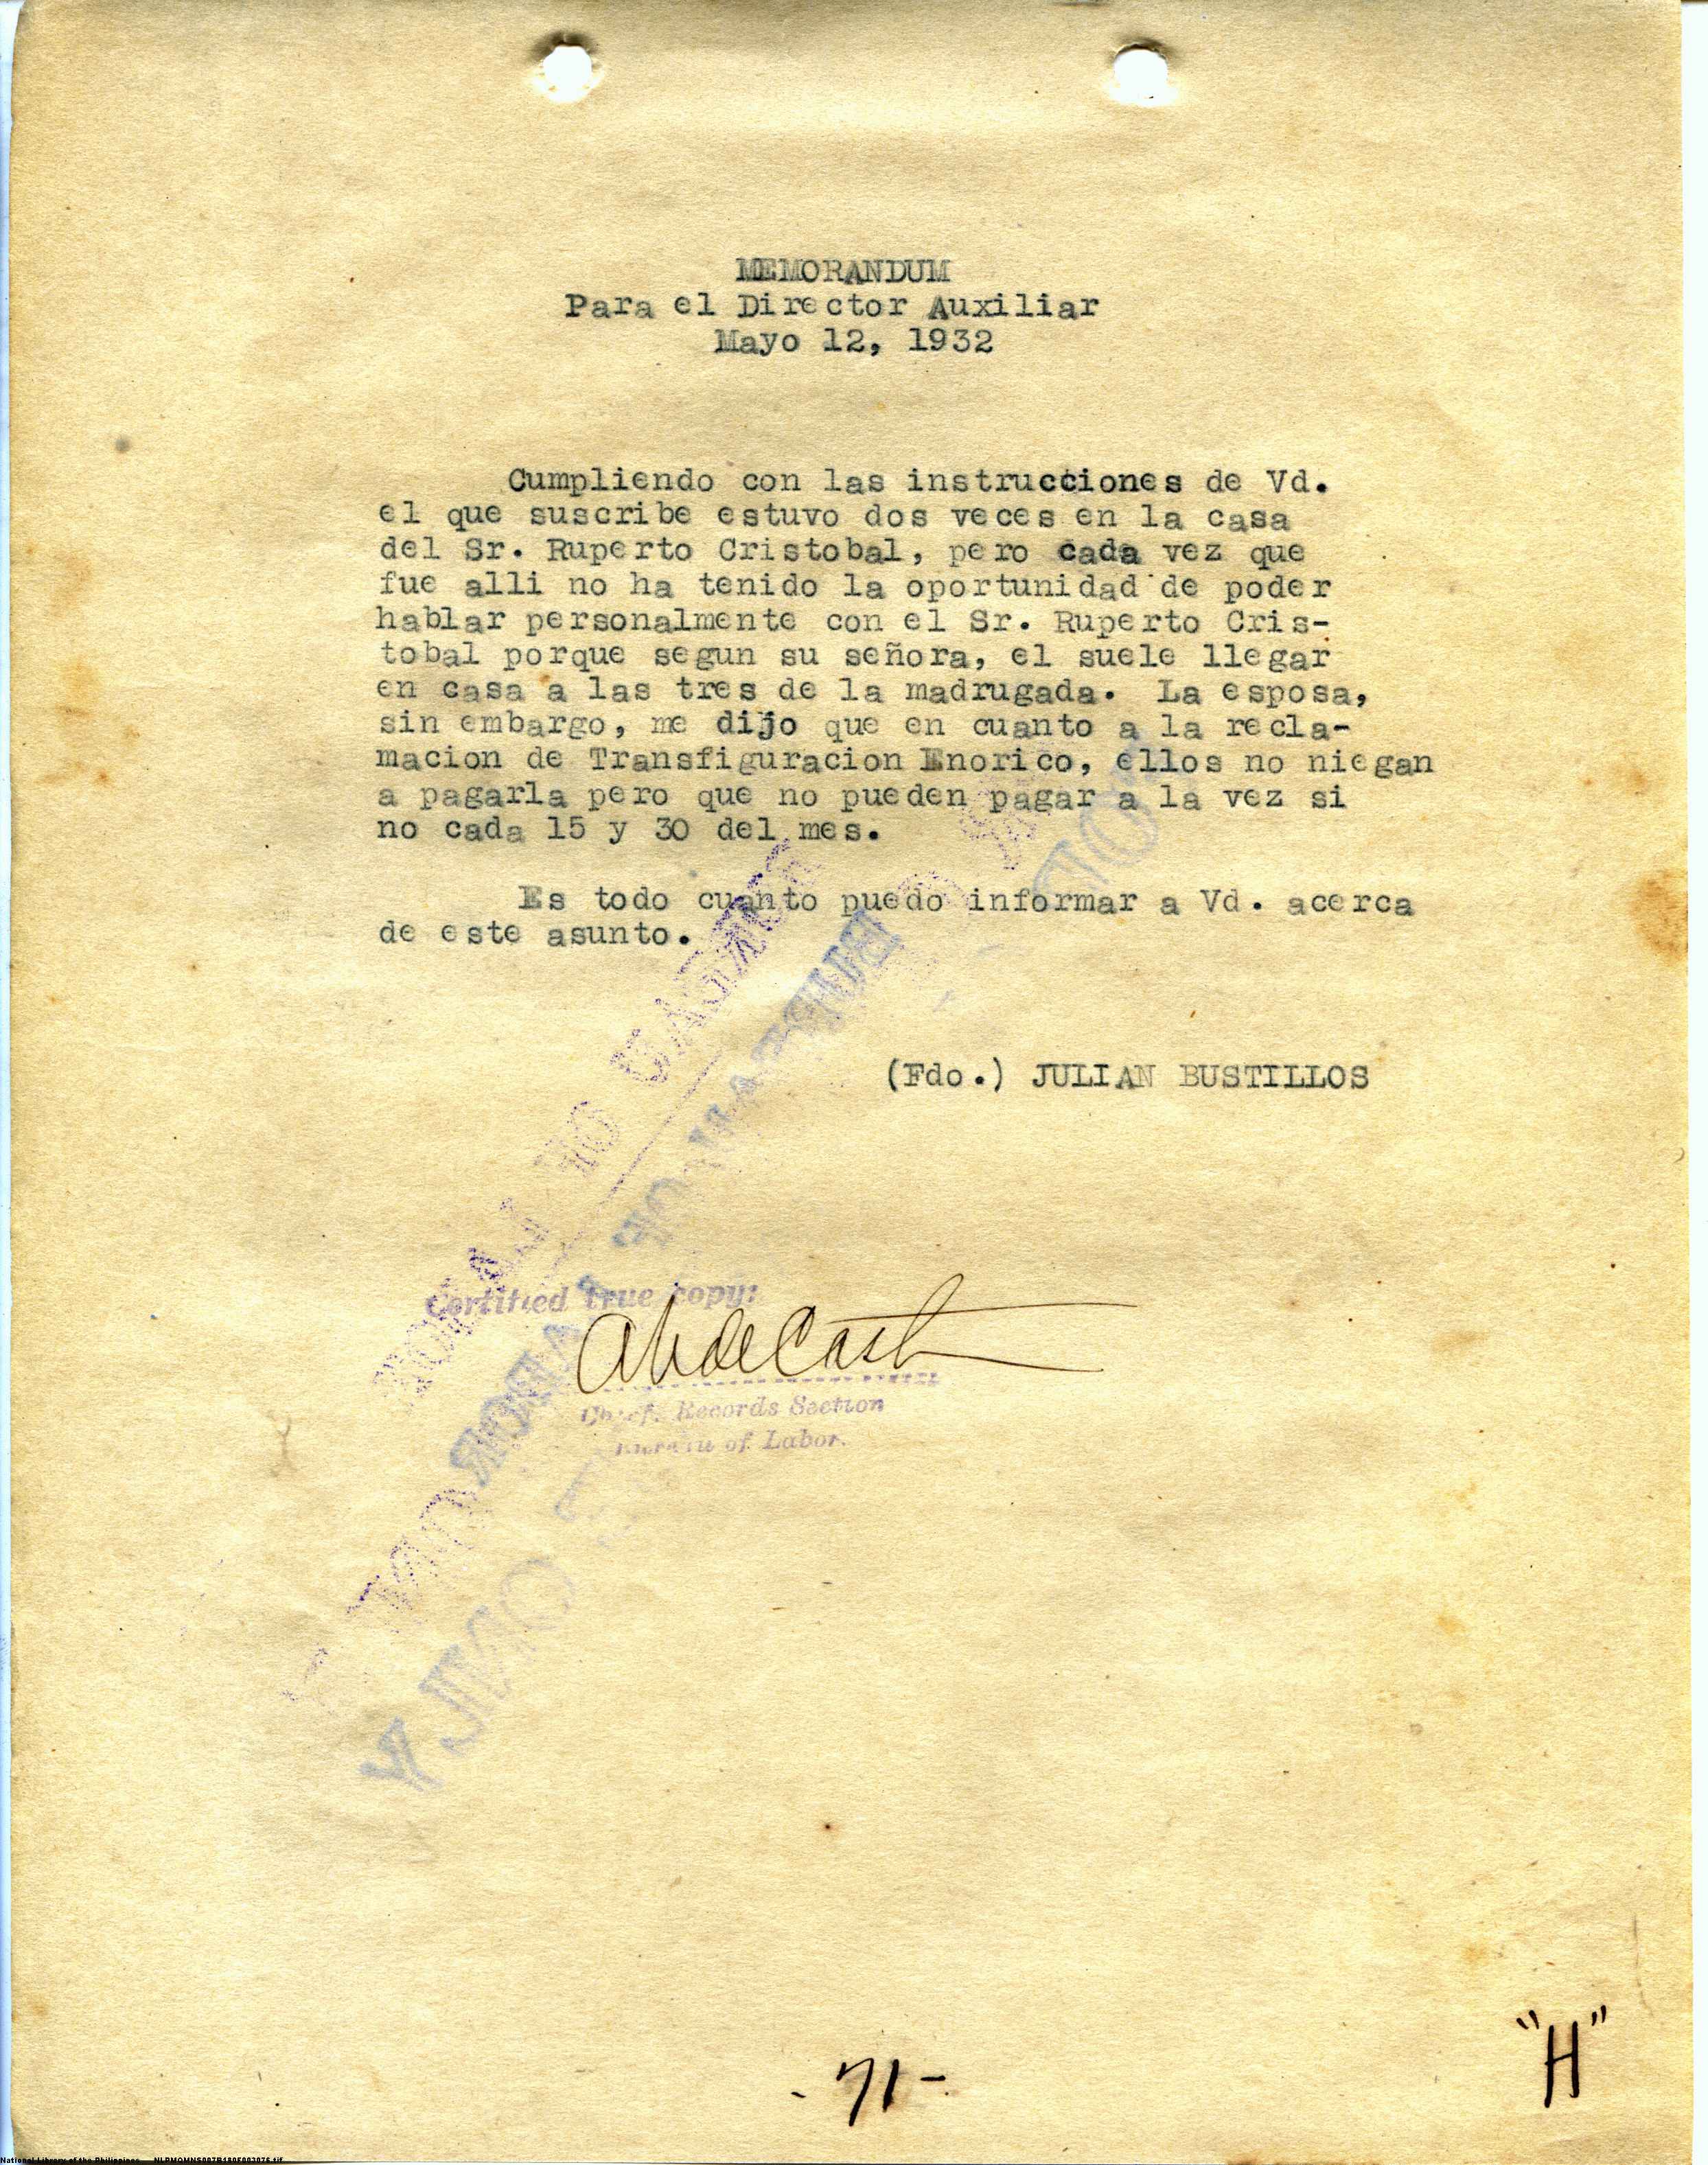 MEMORANDUM
Para el Director Auxiliar
Mayo 12, 1932
Cumpliendo con las instrucciones de Vd.
el que suscribe estuvo dos veces en la casa
del Sr. Ruperto Cristobal, pero cada vez que
fue alli no ha tenido la oportunidad de poder
hablar personalmente con el Sr. Ruperto Cris-
tobal porque segun su señora, el suele llegar
en casa a las tres de la madrugada. La esposa,
sin embargo, me dijo que en cuanto a la recla-
macion de Transfiguracion Enorico, ellos no niegan
a pagarla pero que no pueden pagar a la vez si
no cada 15 y 30 del mes.
Es todo cuanto puedo informar a Vd. acerca
de este asunto.
(Fdo.) JULIAN BUSTILLOS
Certified true copy:
Chief, Records Section
Bureau of Labor.
"H"
- 71 -
National Library of the Philippines